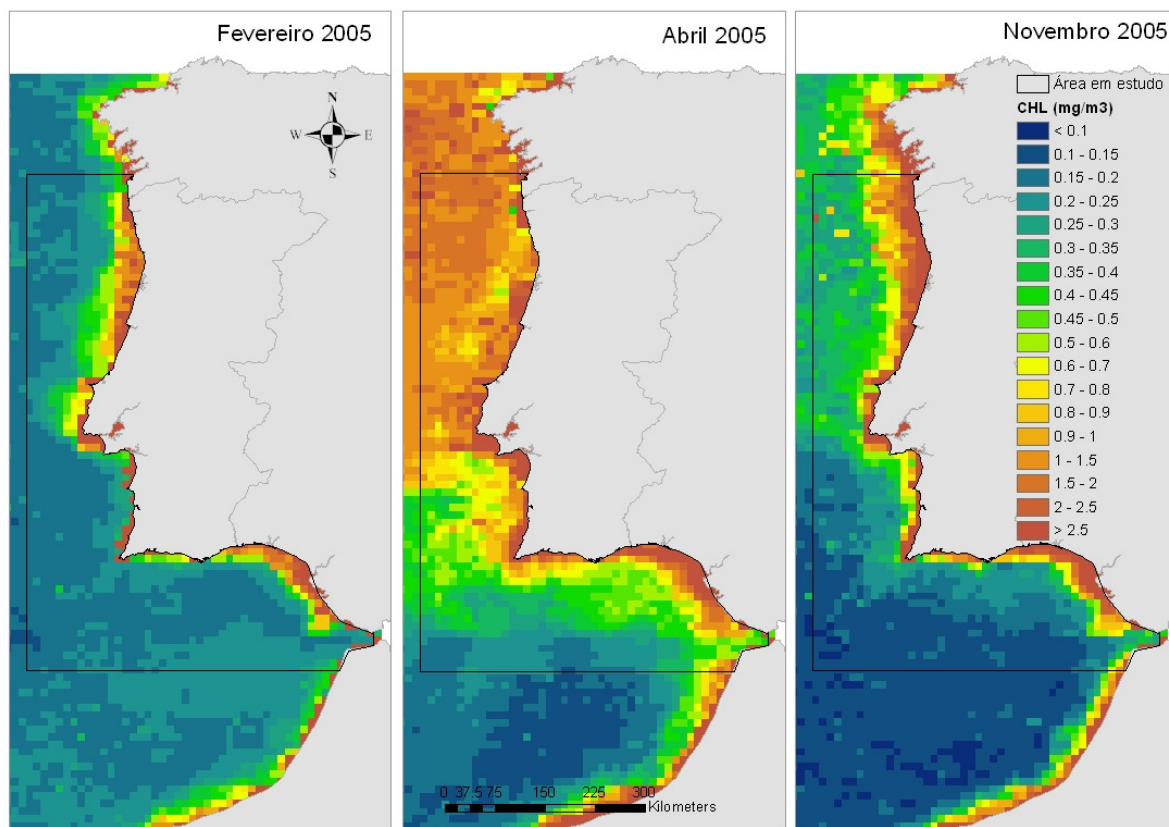 Fevereiro 2005
N
W
E
S
Abril 2005
0 37.5 75 150 225 300
Kilometers
Novembro 2005
Área em estudo
CHL (mg/m3)
< 0.1
0.1 - 0.15
0.15 - 0.2
0.2 - 0.25
0.25 - 0.3
0.3 - 0.35
0.35 - 0.4
0.4 - 0.45
0.45 - 0.5
0.5 - 0.6
0.6 - 0.7
0.7 - 0.8
0.8 - 0.9
0.9 - 1
1 - 1.5
1.5 - 2
2 - 2.5
> 2.5